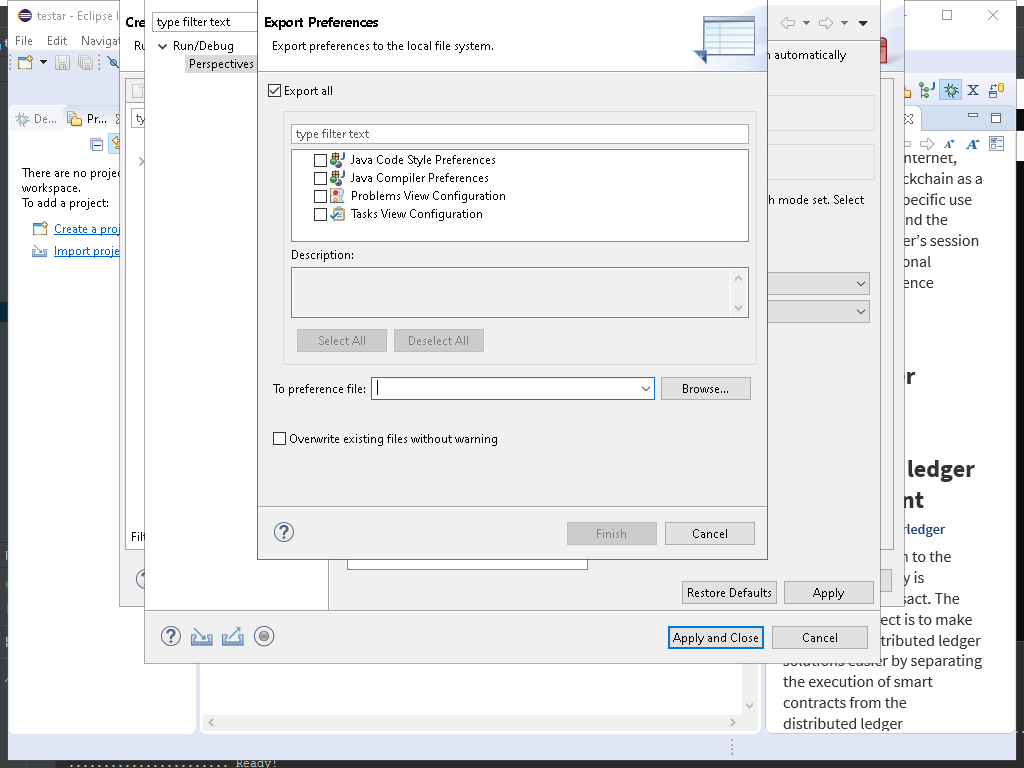 testar - Eclipse I
File Edit Navigat
De... Pr...
There are no proje
workspace.
To add a project:
Create a proj
Import proje
Cre
Ru
ty
Filt
type filter text
Run/Debug
Perspectives
Export Preferences
Export preferences to the local file system.
Export all
type filter text
Java Code Style Preferences
Java Compiler Preferences
Problems View Configuration
Tasks View Configuration
Description:
Select All Deselect All
To preference file: Browse...
Overwrite existing files without warning
Finish Cancel
automatically
h mode set. Select
Restore Defaults Apply
Apply and Close Cancel
nternet,
ckchain as a
pecific use
nd the
er's session
onal
ence
r
ledger
nt
rledger
n to the
y is
sact. The
ect is to make
tributed ledger
solutions easier by separating
the execution of smart
contracts from the
distributed ledger
Ready!